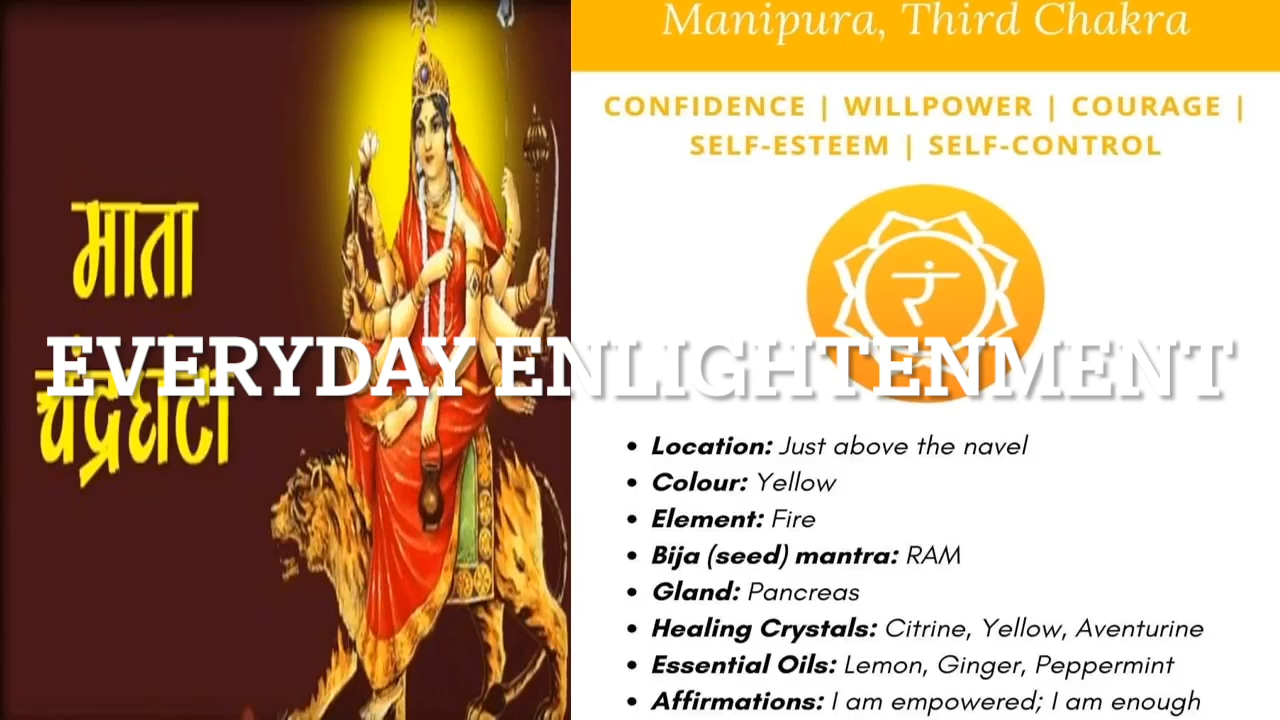 माता
चंद्रघंटा
EVERYDAY ENLIGHTENMENT
Manipura, Third Chakra
CONFIDENCE | WILLPOWER | COURAGE |
SELF-ESTEEM | SELF-CONTROL
रं
• Location: Just above the navel
• Colour: Yellow
• Element: Fire
• Bija (seed) mantra: RAM
• Gland: Pancreas
• Healing Crystals: Citrine, Yellow, Aventurine
• Essential Oils: Lemon, Ginger, Peppermint
• Affirmations: I am empowered; I am enough